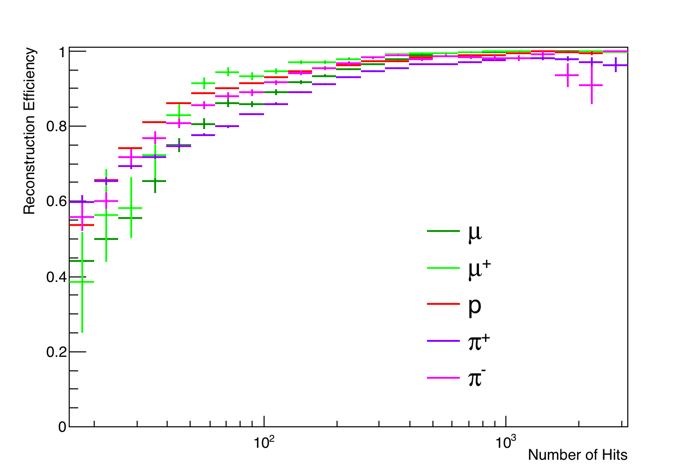 Reconstruction Efficiency
1
0.8
0.6
0.4
0.2
0
10²
10³
Number of Hits
μ
μ⁺
p
π⁺
π⁻